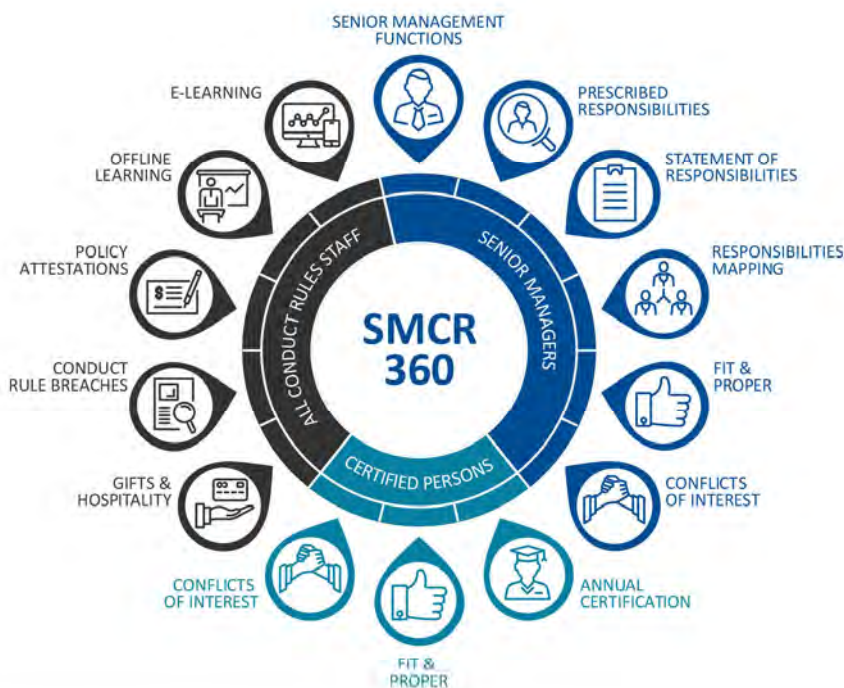 SENIOR MANAGEMENT
FUNCTIONS
PRESCRIBED
RESPONSIBILITIES
STATEMENT OF
RESPONSIBILITIES
RESPONSIBILITIES
MAPPING
FIT &
PROPER
CONFLICTS
OF INTEREST
ANNUAL
CERTIFICATION
FIT &
PROPER
CONFLICTS
OF INTEREST
GIFTS &
HOSPITALITY
CONDUCT
RULE BREACHES
POLICY
ATTESTATIONS
$
OFFLINE
LEARNING
E-LEARNING
ALL CONDUCT RULES STAFF
SENIOR MANAGERS
CERTIFIED PERSONS
SMCR
360